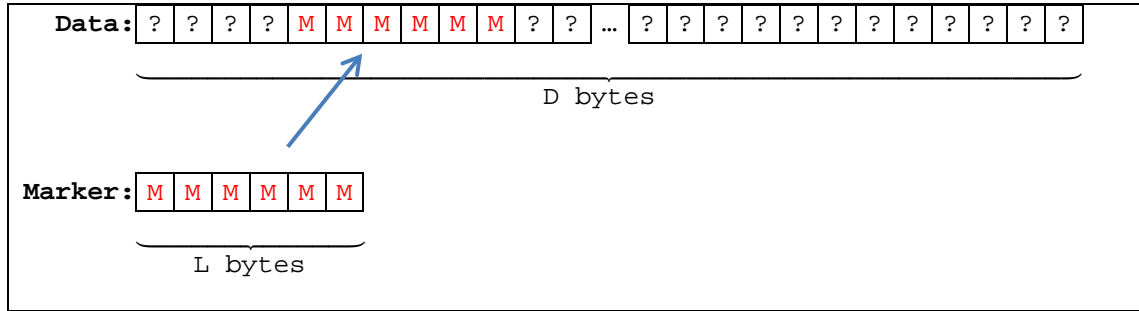 Data: ? ? ? ? M M M M M M ? ? … ? ? ? ? ? ? ? ? ? ? ? ?
D bytes
Marker: M M M M M M
L bytes